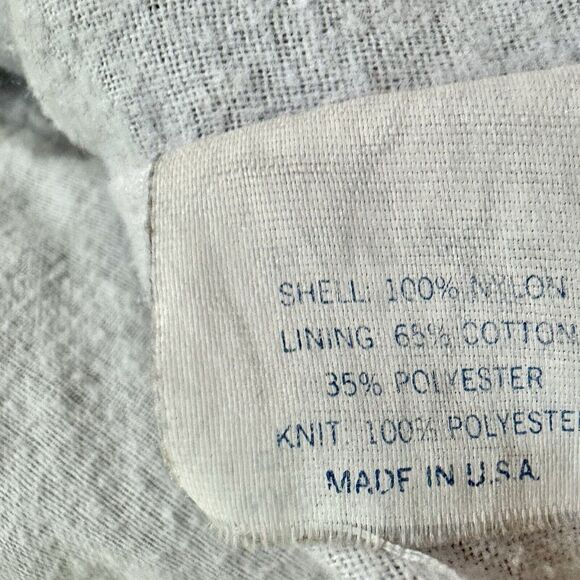 SHELL: 100% NYLON
LINING 65% COTTON
35% POLYESTER
KNIT: 100% POLYESTER
MADE IN U.S.A.